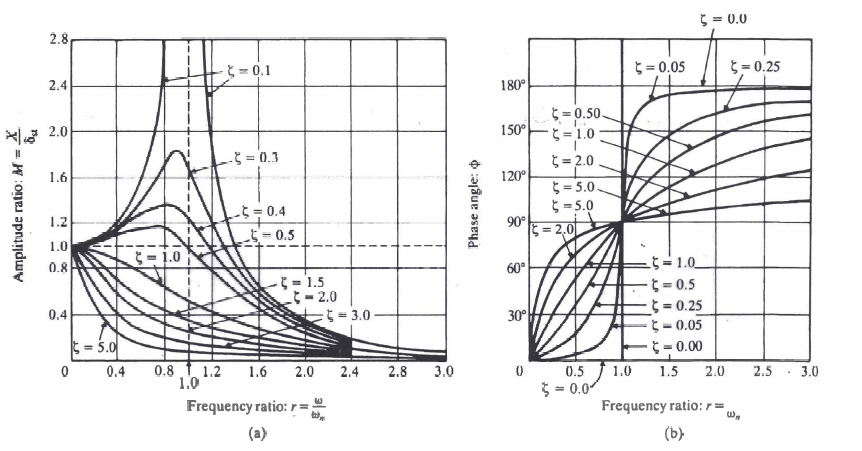 2.8
2.4
2.0
1.6
1.2
1.0
0.8
0.4
Amplitude ratio: M = X/δst
ζ = 0.1
ζ = 0.3
ζ = 0.4
ζ = 0.5
ζ = 1.0
ζ = 1.5
ζ = 2.0
ζ = 3.0
ζ = 5.0
0 0.4 0.8 1.0 1.2 1.6 2.0 2.4 2.8 3.0
Frequency ratio: r = ω/ωn
(a)
ζ = 0.0
180°
150°
120°
90°
60°
30°
Phase angle: φ
ζ = 0.05
ζ = 0.25
ζ = 0.50
ζ = 1.0
ζ = 2.0
ζ = 5.0
ζ = 5.0
ζ = 2.0
ζ = 1.0
ζ = 0.5
ζ = 0.25
ζ = 0.05
ζ = 0.00
0 0.5 1.0 1.5 2.0 2.5 3.0
ζ = 0.0
Frequency ratio: r = ωn
(b)